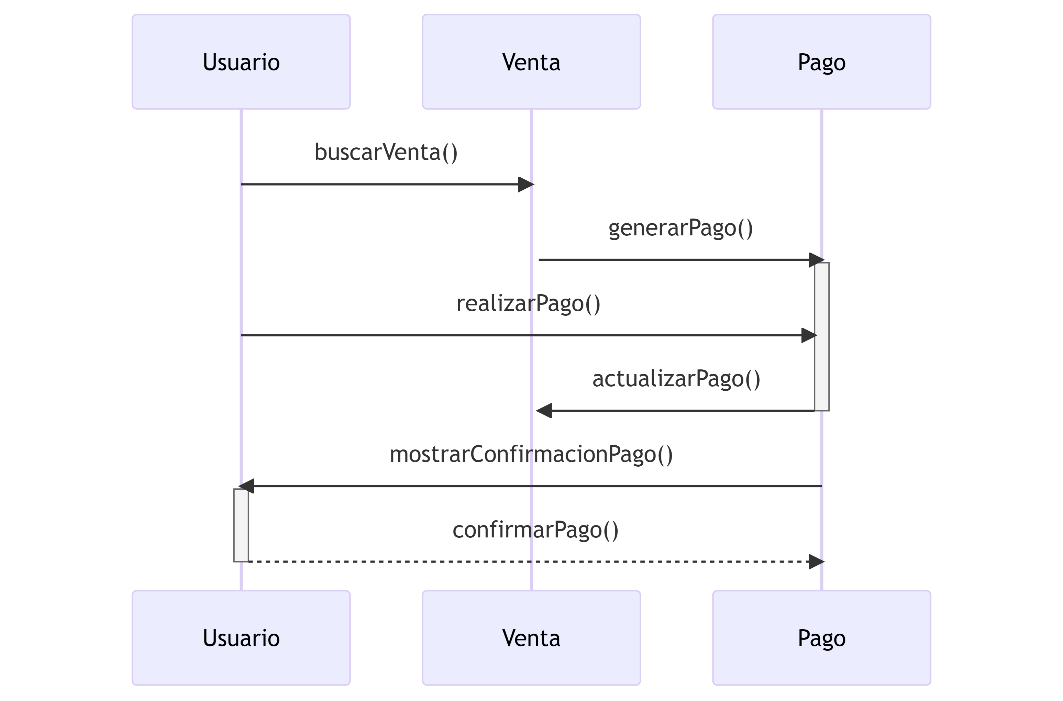 Usuario
Venta
Pago
buscarVenta()
generarPago()
realizarPago()
actualizarPago()
mostrarConfirmacionPago()
confirmarPago()
Usuario
Venta
Pago